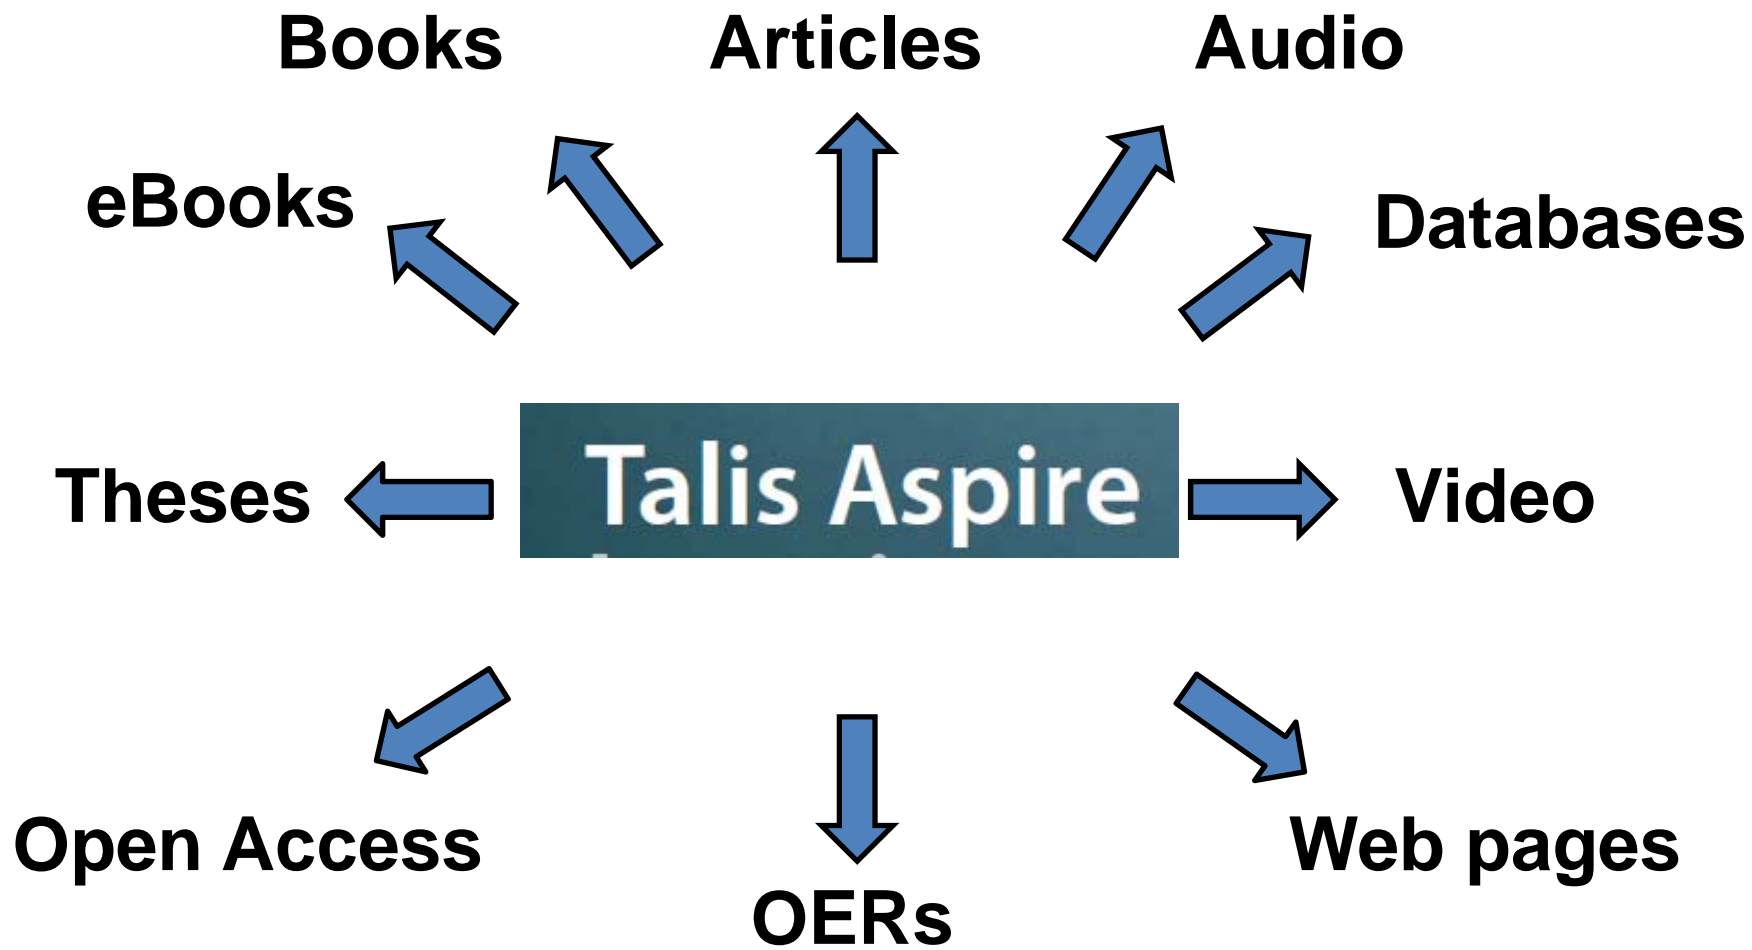 Books
Articles
Audio
eBooks
Databases
Theses
Talis Aspire
Video
Open Access
Web pages
OERs